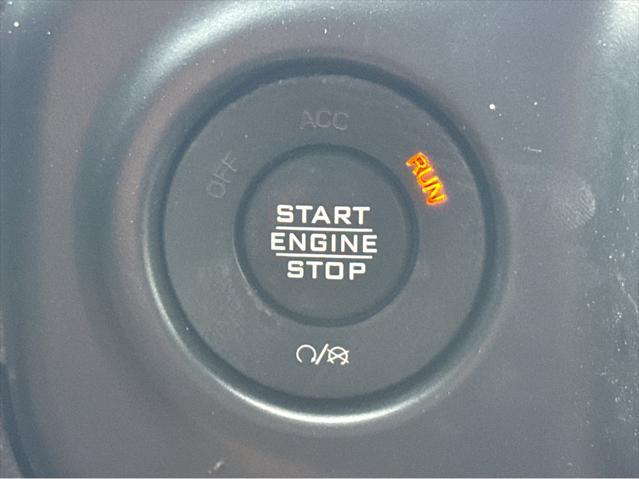 ACC
OFF
RUN
START
ENGINE
STOP